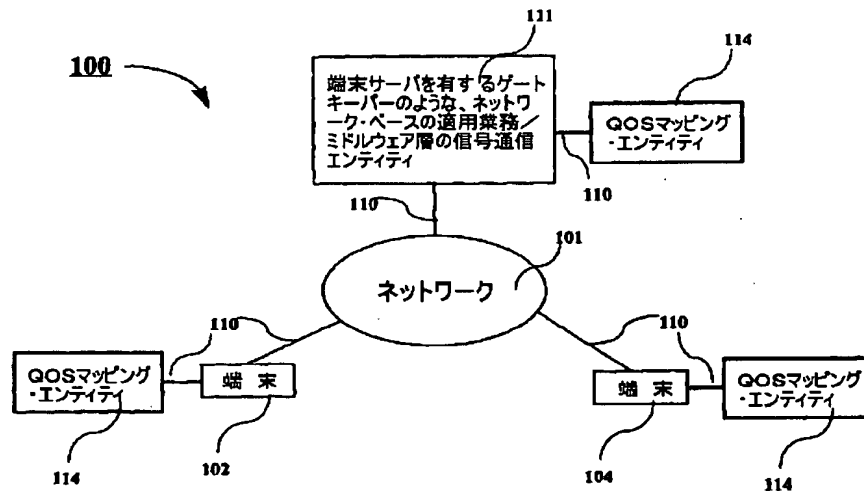 111
100
114
端末サーバを有するゲート
キーパーのような、ネットワ
ーク・ベースの適用業務／
ミドルウェア層の信号通信
エンティティ
QOSマッピング
・エンティティ
110
110
101
ネットワーク
110
110
QOSマッピング
・エンティティ
端 末
端 末
QOSマッピング
・エンティティ
114
102
104
114